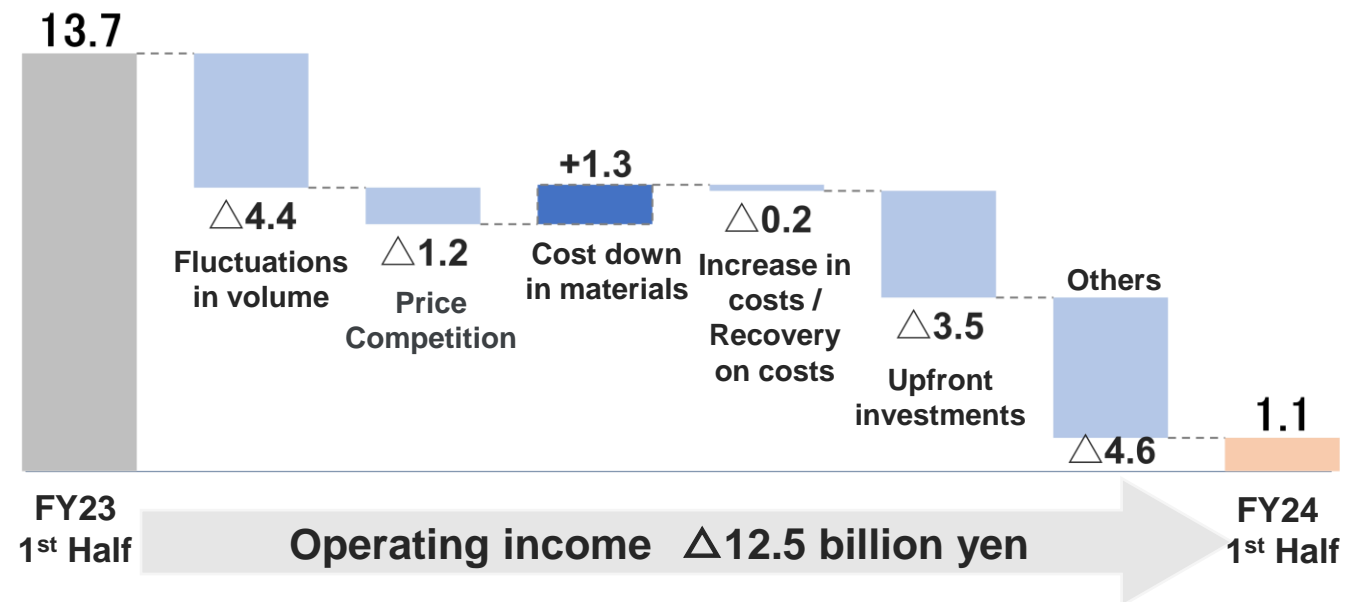 13.7
△4.4
Fluctuations
in volume
△1.2
Price
Competition
+1.3
Cost down
in materials
△0.2
Increase in
costs /
Recovery
on costs
△3.5
Upfront
investments
Others
△4.6
1.1
FY23
1st Half
Operating income △12.5 billion yen
FY24
1st Half